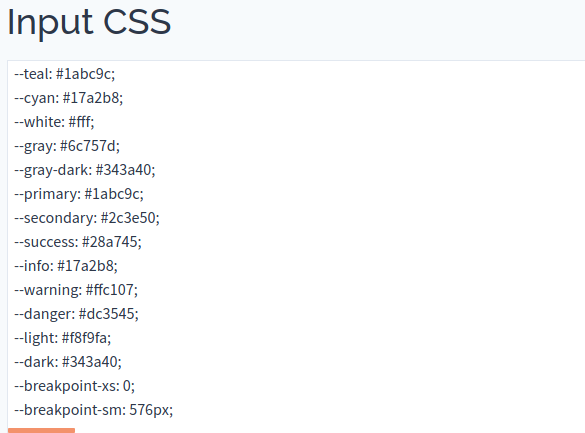 Input CSS
--teal: #1abc9c;
--cyan: #17a2b8;
--white: #fff;
--gray: #6c757d;
--gray-dark: #343a40;
--primary: #1abc9c;
--secondary: #2c3e50;
--success: #28a745;
--info: #17a2b8;
--warning: #ffc107;
--danger: #dc3545;
--light: #f8f9fa;
--dark: #343a40;
--breakpoint-xs: 0;
--breakpoint-sm: 576px;